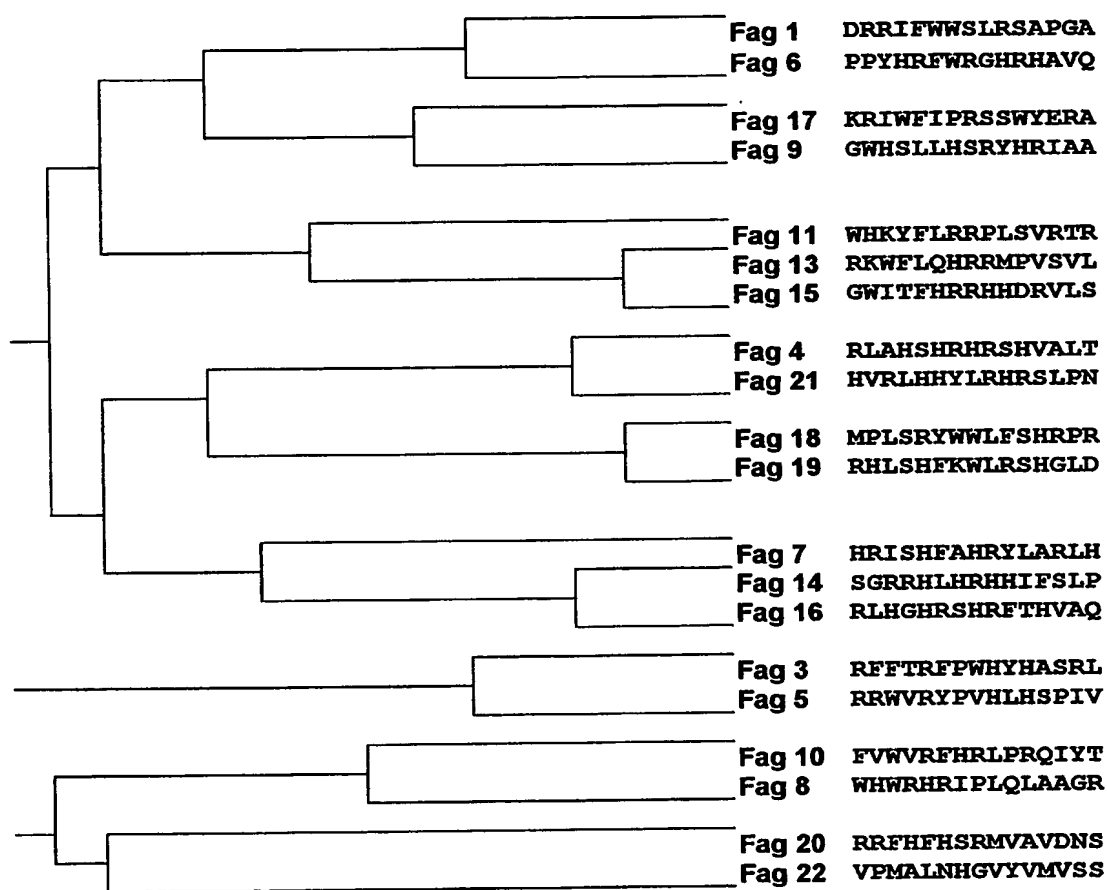 Fag 1 DRRIFWWSLRSAPGA
Fag 6 PPYHRFWRGHRHAVQ
Fag 17 KRIWFIPRSSWYERA
Fag 9 GWHSLLHSRYHRIAA
Fag 11 WHKYFLRRPLSVRTR
Fag 13 RKWFLQHRRMPVSVL
Fag 15 GWITFHRRHHDRVLS
Fag 4 RLAHSHRHRSHVALT
Fag 21 HVRLHHYLRHRSLPN
Fag 18 MPLSRYWWLFSHRPR
Fag 19 RHLSHFKWLRSHGLD
Fag 7 HRISHFAHRYLARLH
Fag 14 SGRRHLHRHHIFSLP
Fag 16 RLHGHRSHRFTHVAQ
Fag 3 RFFTRFPWHYHASRL
Fag 5 RRWVRYPVHLHSPIV
Fag 10 FVWVRFHRLPRQIYT
Fag 8 WHWRHRIPLQLAAGR
Fag 20 RRFHFHSRMVAVDNS
Fag 22 VPMALNHGVYVMVSS